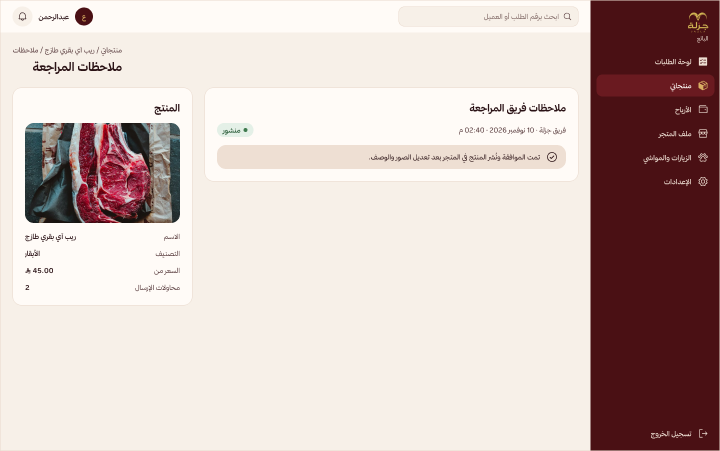 جزلة
البائع
لوحة الطلبات
منتجاتي
الأرباح
ملف المتجر
الزيارات والمواشي
الإعدادات
تسجيل الخروج
ابحث برقم الطلب أو العميل
ع
عبدالرحمن
منتجاتي / ريب آي بقري طازج / ملاحظات
ملاحظات المراجعة
ملاحظات فريق المراجعة
فريق جزلة · 10 نوفمبر 2026 · 02:40 م
منشور
تمت الموافقة ونُشر المنتج في المتجر بعد تعديل الصور والوصف.
المنتج
الاسم ريب آي بقري طازج
التصنيف الأبقار
السعر من 45.00
محاولات الإرسال 2